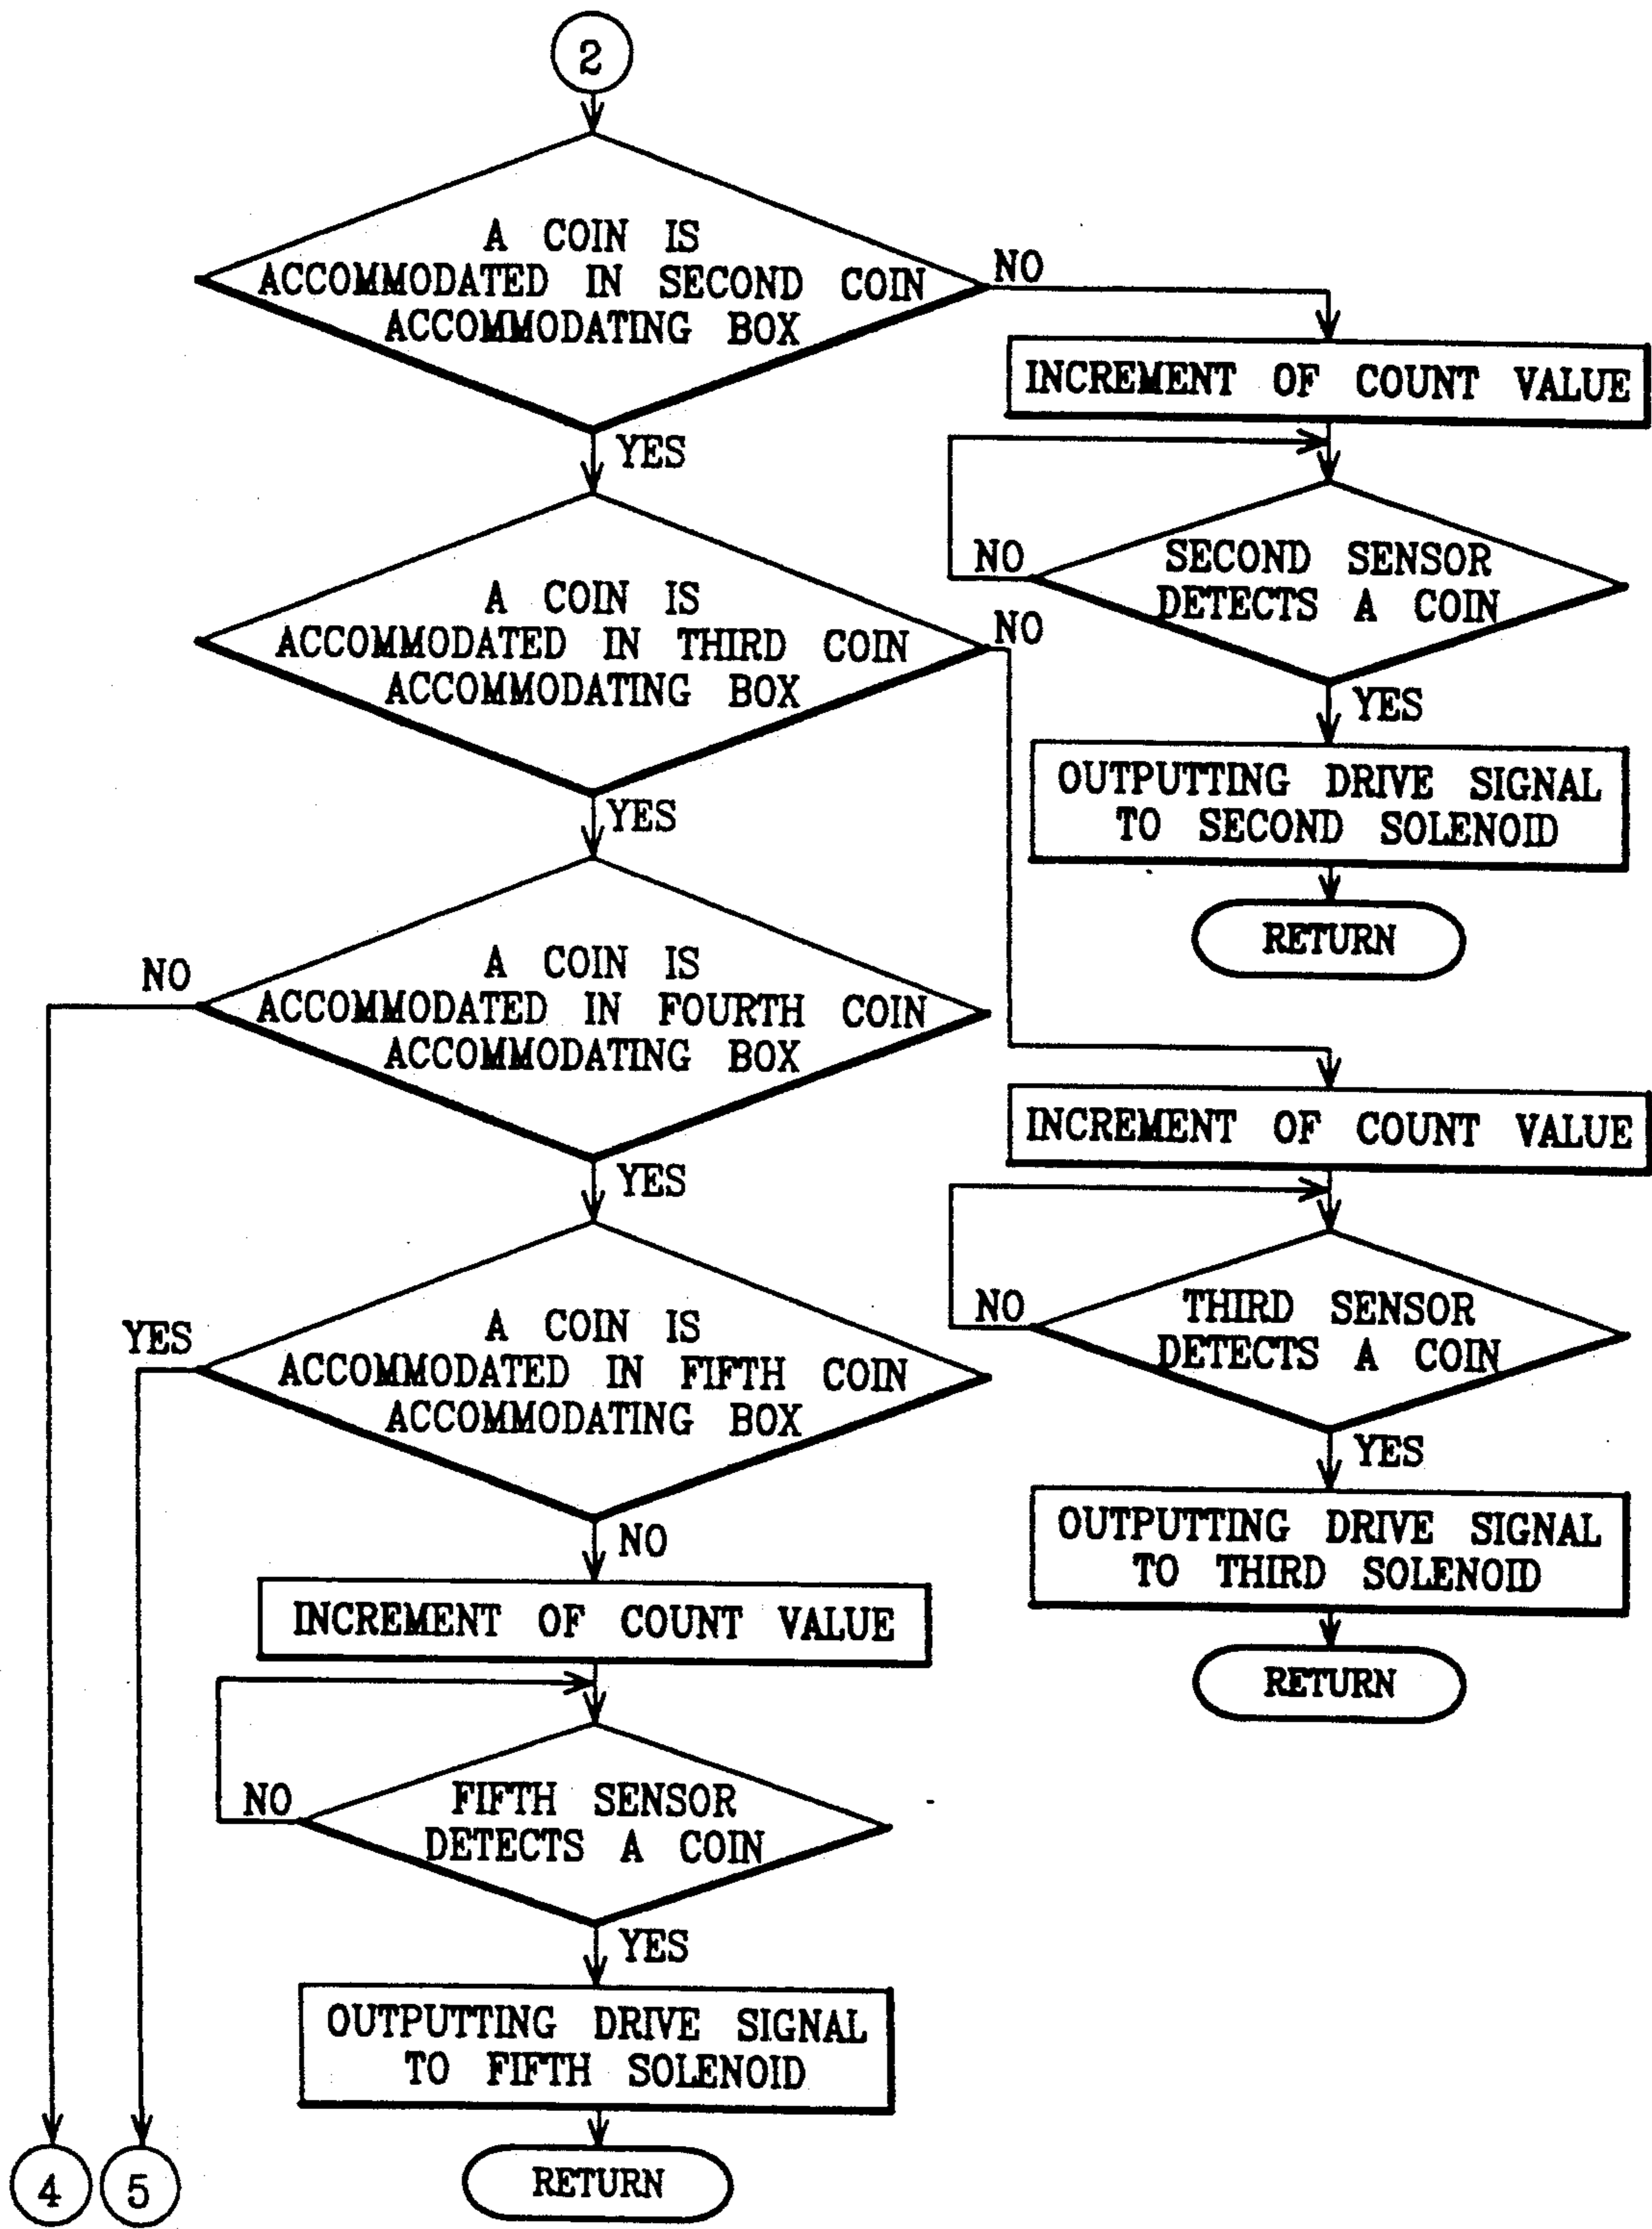 2
A COIN IS
ACCOMMODATED IN SECOND COIN
ACCOMMODATING BOX
NO
YES
INCREMENT OF COUNT VALUE
SECOND SENSOR
DETECTS A COIN
NO
YES
OUTPUTTING DRIVE SIGNAL
TO SECOND SOLENOID
RETURN
A COIN IS
ACCOMMODATED IN THIRD COIN
ACCOMMODATING BOX
NO
YES
INCREMENT OF COUNT VALUE
THIRD SENSOR
DETECTS A COIN
NO
YES
OUTPUTTING DRIVE SIGNAL
TO THIRD SOLENOID
RETURN
A COIN IS
ACCOMMODATED IN FOURTH COIN
ACCOMMODATING BOX
NO
YES
A COIN IS
ACCOMMODATED IN FIFTH COIN
ACCOMMODATING BOX
YES
NO
INCREMENT OF COUNT VALUE
FIFTH SENSOR
DETECTS A COIN
NO
YES
OUTPUTTING DRIVE SIGNAL
TO FIFTH SOLENOID
RETURN
4
5